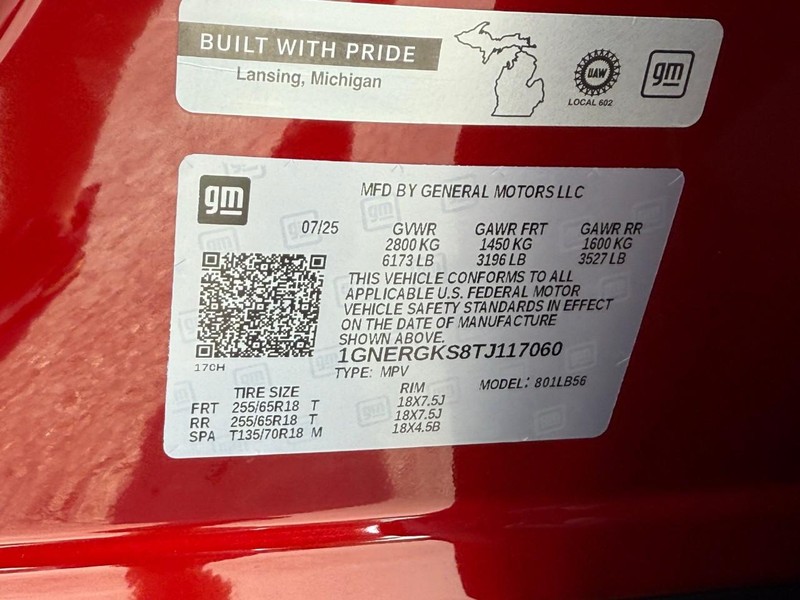 BUILT WITH PRIDE
Lansing, Michigan
UAW
LOCAL 602
gm
gm
MFD BY GENERAL MOTORS LLC
07/25 GVWR GAWR FRT GAWR RR
2800 KG 1450 KG 1600 KG
6173 LB 3196 LB 3527 LB
THIS VEHICLE CONFORMS TO ALL
APPLICABLE U.S. FEDERAL MOTOR
VEHICLE SAFETY STANDARDS IN EFFECT
ON THE DATE OF MANUFACTURE
SHOWN ABOVE.
1GNERGKS8TJ117060
17CH
TYPE: MPV MODEL: 801LB56
TIRE SIZE RIM
FRT 255/65R18 T 18X7.5J
RR 255/65R18 T 18X7.5J
SPA T135/70R18 M 18X4.5B